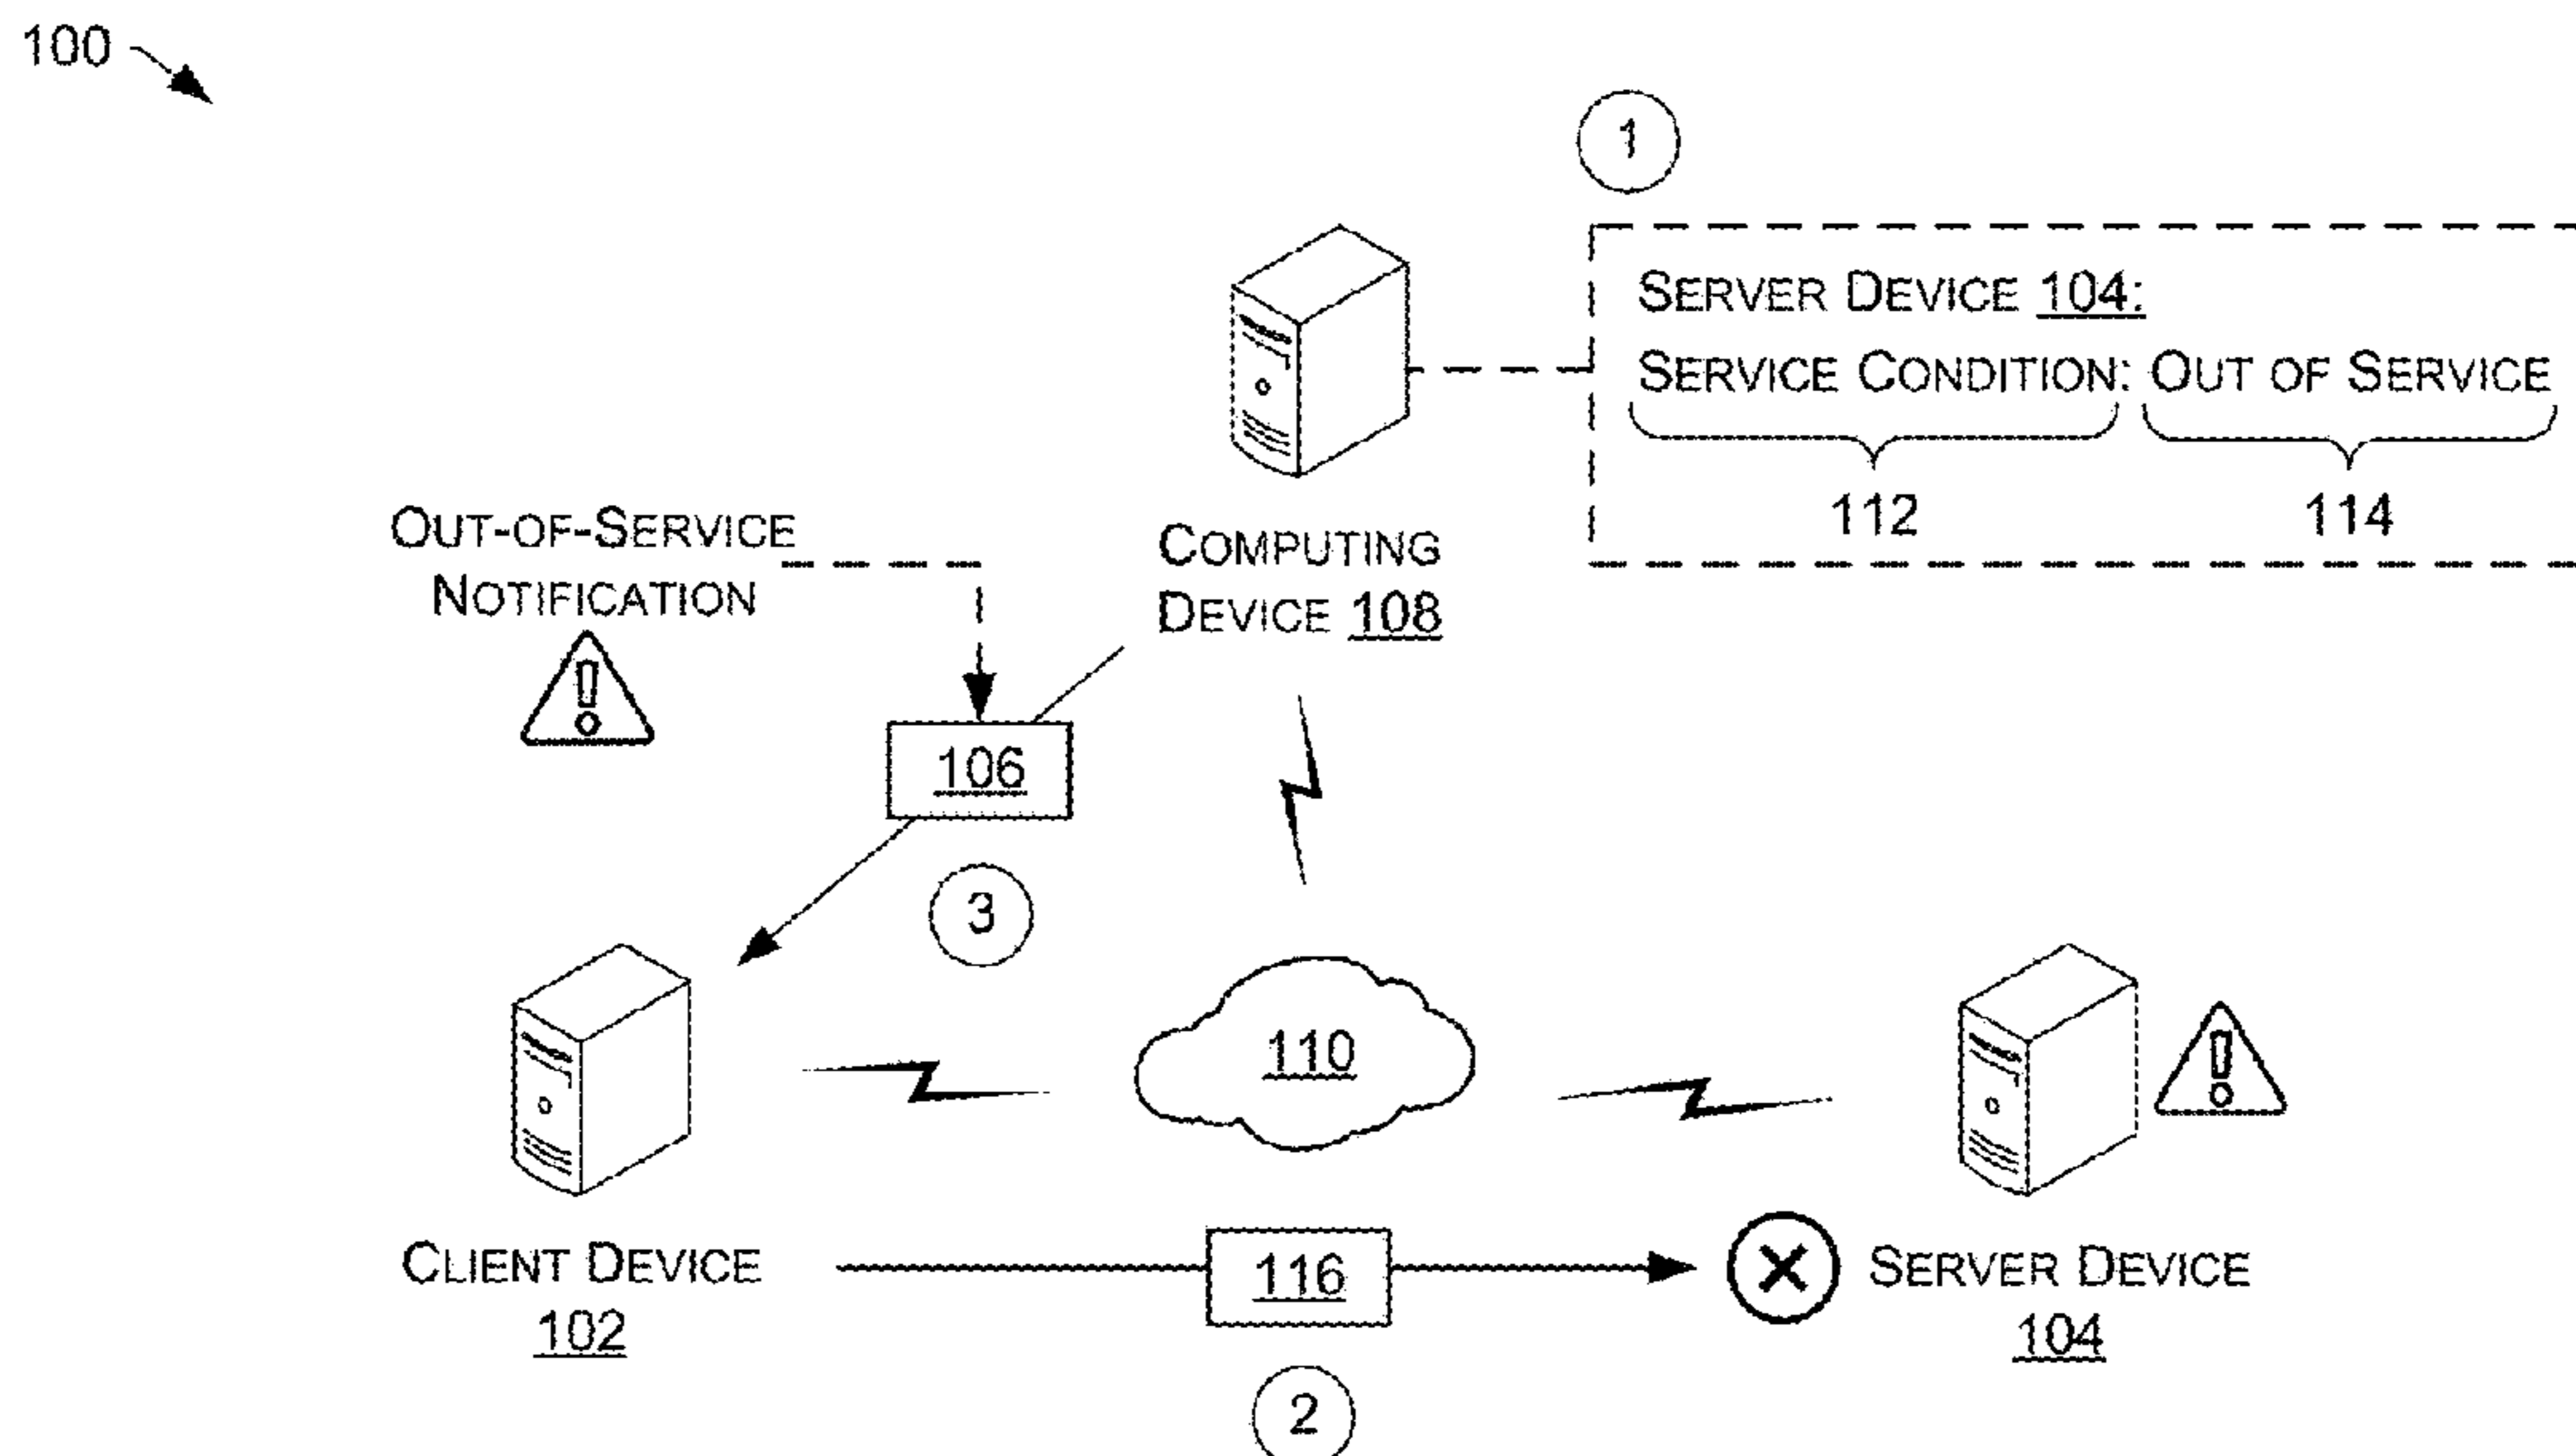 100
1
SERVER DEVICE 104:
SERVICE CONDITION: OUT OF SERVICE
112 114
OUT-OF-SERVICE
NOTIFICATION
COMPUTING
DEVICE 108
106
3
110
CLIENT DEVICE
102
116
SERVER DEVICE
104
2